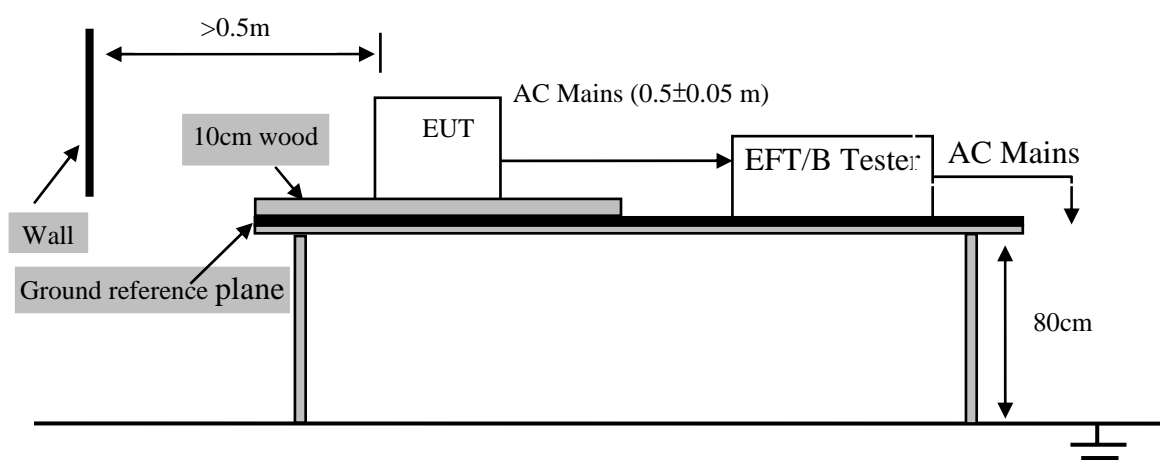 >0.5m
AC Mains (0.5±0.05 m)
EUT
10cm wood
EFT/B Tester
AC Mains
Wall
Ground reference plane
80cm